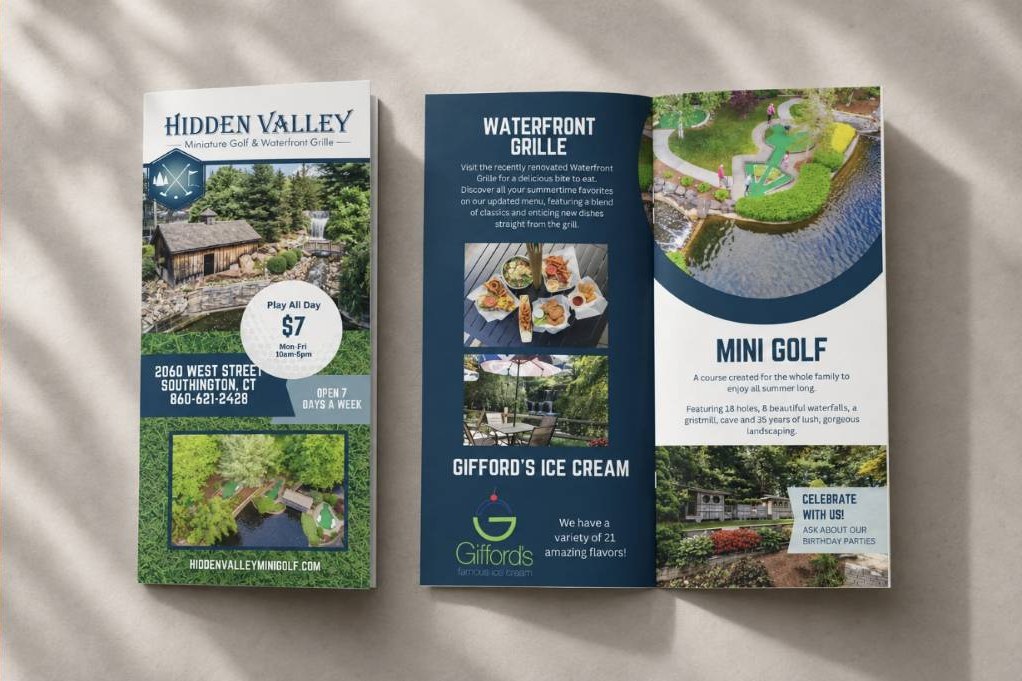 HIDDEN VALLEY
Miniature Golf & Waterfront Grille
Play All Day
$7
Mon-Fri
10am-5pm
2060 WEST STREET
SOUTHINGTON, CT
860-621-2428
OPEN 7
DAYS A WEEK
HIDDENVALLEYMINIGOLF.COM
WATERFRONT
GRILLE
Visit the recently renovated Waterfront
Grille for a delicious bite to eat.
Discover all your summertime favorites
on our updated menu, featuring a blend
of classics and enticing new dishes
straight from the grill.
GIFFORD'S ICE CREAM
Gifford's
famous ice cream
We have a
variety of 21
amazing flavors!
MINI GOLF
A course created for the whole family to
enjoy all summer long.
Featuring 18 holes, 8 beautiful waterfalls, a
gristmill, cave and 35 years of lush, gorgeous
landscaping.
CELEBRATE
WITH US!
ASK ABOUT OUR
BIRTHDAY PARTIES